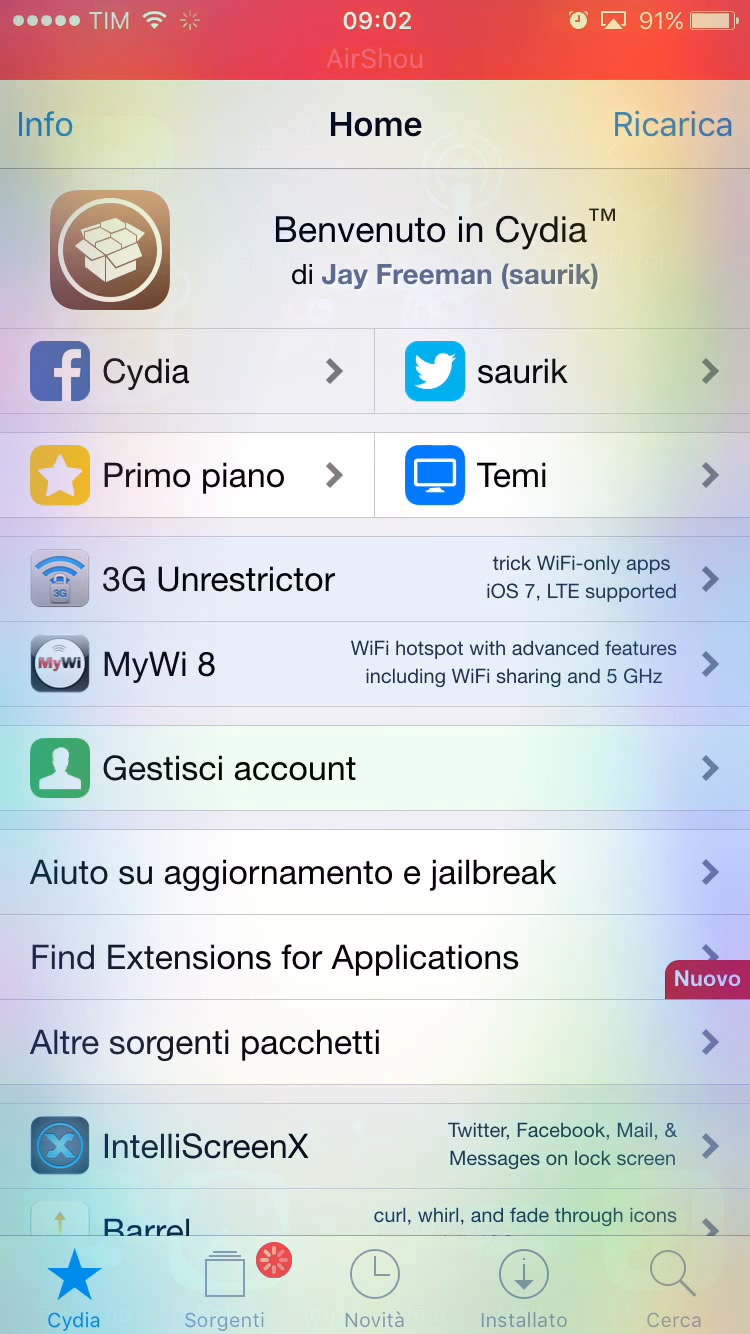 TIM 09:02 91%
AirShou
Info Home Ricarica
Benvenuto in Cydia™
di Jay Freeman (saurik)
Cydia
saurik
Primo piano
Temi
3G
3G Unrestrictor
trick WiFi-only apps
iOS 7, LTE supported
MyWi
MyWi 8
WiFi hotspot with advanced features
including WiFi sharing and 5 GHz
Gestisci account
Aiuto su aggiornamento e jailbreak
Find Extensions for Applications
Nuovo
Altre sorgenti pacchetti
IntelliScreenX
Twitter, Facebook, Mail, &
Messages on lock screen
Barrel
curl, whirl, and fade through icons
Cydia Sorgenti Novità Installato Cerca